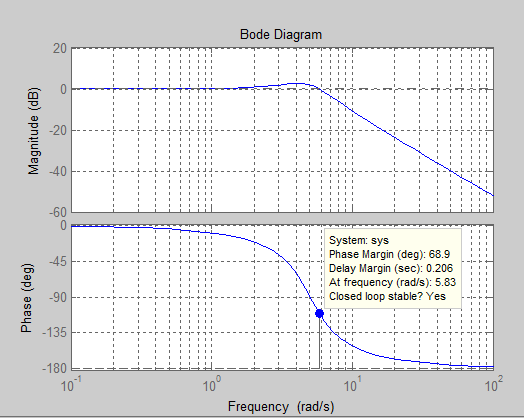 Bode Diagram
20
0
-20
-40
-60
Magnitude (dB)
0
-45
-90
-135
-180
Phase (deg)
System: sys
Phase Margin (deg): 68.9
Delay Margin (sec): 0.206
At frequency (rad/s): 5.83
Closed loop stable? Yes
10^-1
10^0
10^1
10^2
Frequency (rad/s)